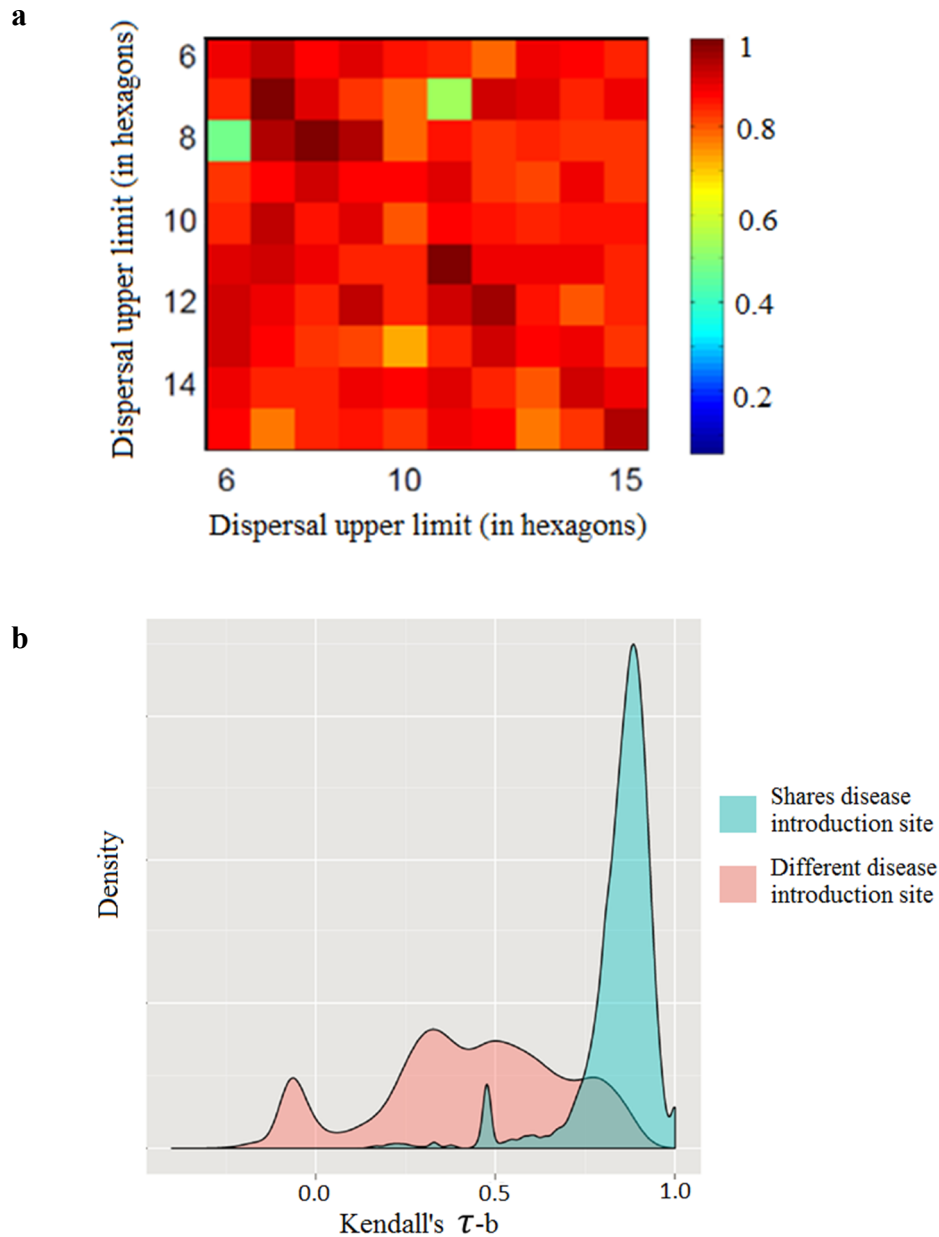 a
Dispersal upper limit (in hexagons)
6
8
10
12
14
6
10
15
Dispersal upper limit (in hexagons)
1
0.8
0.6
0.4
0.2
b
Density
0.0
0.5
1.0
Kendall's τ-b
Shares disease
introduction site
Different disease
introduction site